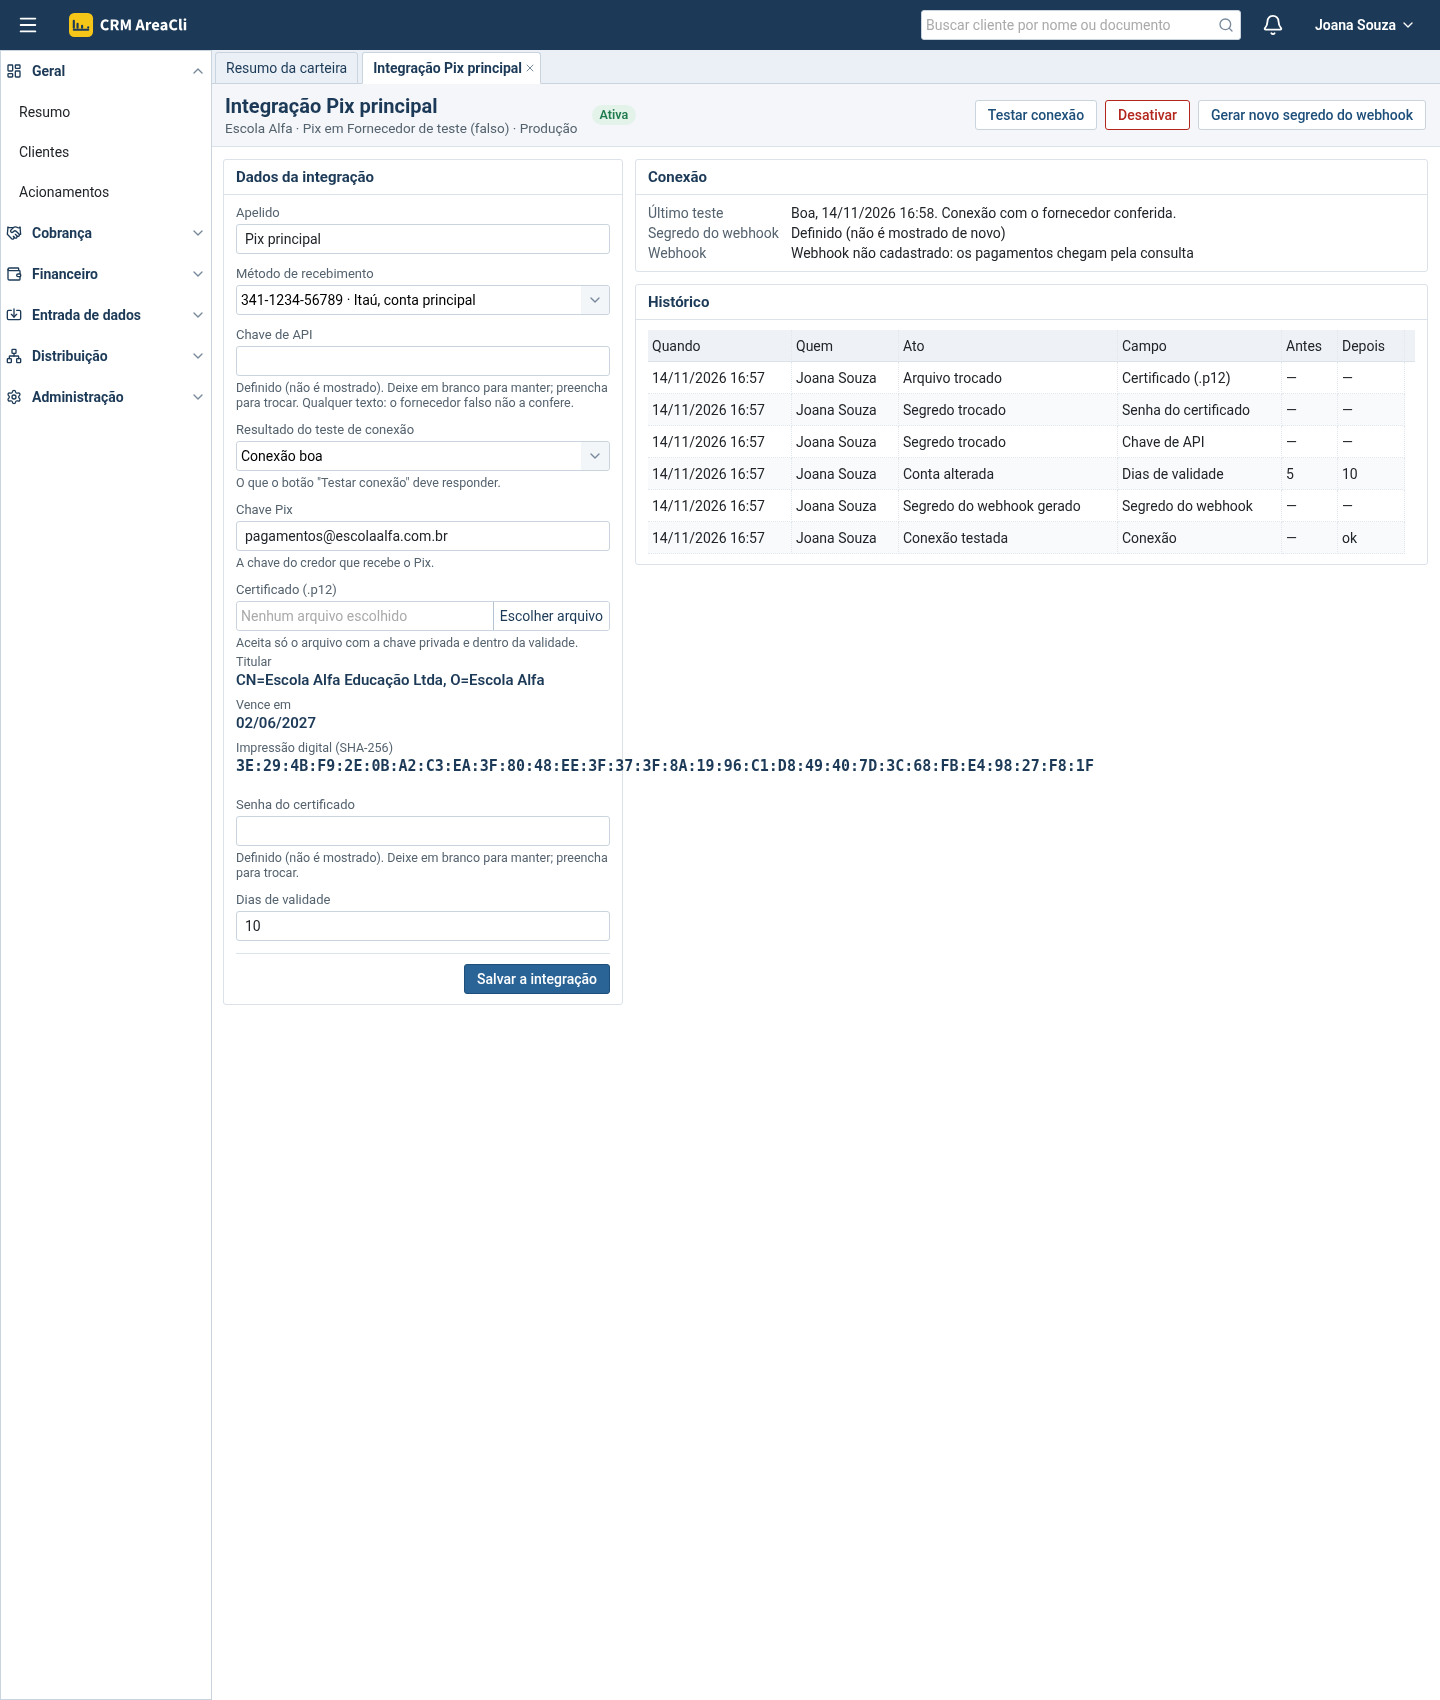 CRM AreaCli
Buscar cliente por nome ou documento
Joana Souza
Geral
Resumo
Clientes
Acionamentos
Cobrança
Financeiro
Entrada de dados
Distribuição
Administração
Resumo da carteira
Integração Pix principal
Integração Pix principal
Escola Alfa · Pix em Fornecedor de teste (falso) · Produção
Ativa
Testar conexão
Desativar
Gerar novo segredo do webhook
Dados da integração
Apelido
Pix principal
Método de recebimento
341-1234-56789 · Itaú, conta principal
Chave de API
Definido (não é mostrado). Deixe em branco para manter; preencha
para trocar. Qualquer texto: o fornecedor falso não a confere.
Resultado do teste de conexão
Conexão boa
O que o botão "Testar conexão" deve responder.
Chave Pix
pagamentos@escolaalfa.com.br
A chave do credor que recebe o Pix.
Certificado (.p12)
Nenhum arquivo escolhido
Escolher arquivo
Aceita só o arquivo com a chave privada e dentro da validade.
Titular
CN=Escola Alfa Educação Ltda, O=Escola Alfa
Vence em
02/06/2027
Impressão digital (SHA-256)
3E:29:4B:F9:2E:0B:A2:C3:EA:3F:80:48:EE:3F:37:3F:8A:19:96:C1:D8:49:40:7D:3C:68:FB:E4:98:27:F8:1F
Senha do certificado
Definido (não é mostrado). Deixe em branco para manter; preencha
para trocar.
Dias de validade
10
Salvar a integração
Conexão
Último teste Boa, 14/11/2026 16:58. Conexão com o fornecedor conferida.
Segredo do webhook Definido (não é mostrado de novo)
Webhook Webhook não cadastrado: os pagamentos chegam pela consulta
Histórico
Quando Quem Ato Campo Antes Depois
14/11/2026 16:57 Joana Souza Arquivo trocado Certificado (.p12) — —
14/11/2026 16:57 Joana Souza Segredo trocado Senha do certificado — —
14/11/2026 16:57 Joana Souza Segredo trocado Chave de API — —
14/11/2026 16:57 Joana Souza Conta alterada Dias de validade 5 10
14/11/2026 16:57 Joana Souza Segredo do webhook gerado Segredo do webhook — —
14/11/2026 16:57 Joana Souza Conexão testada Conexão — ok